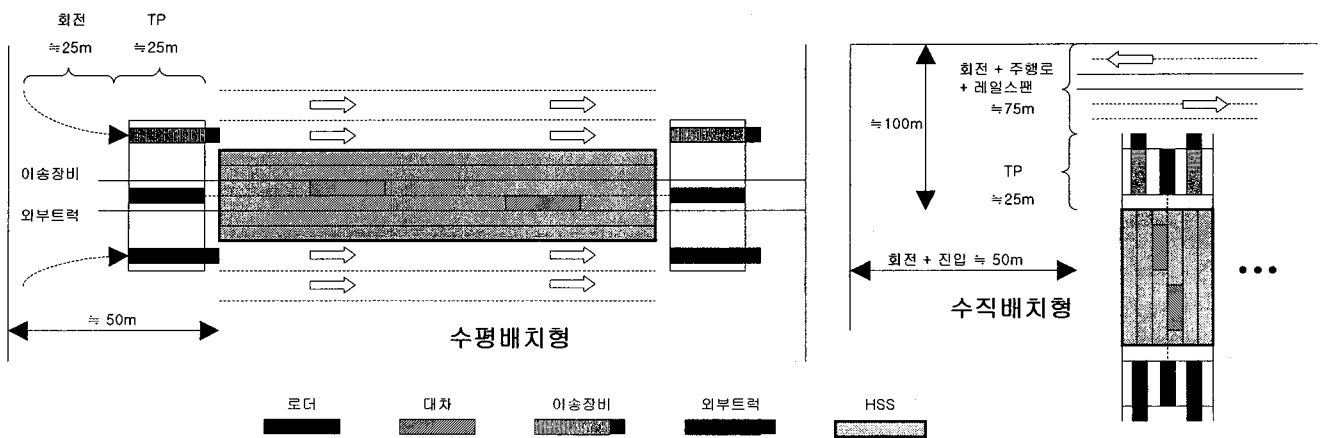 회전
TP
≒25m
≒25m
이송장비
외부트럭
≒ 50m
수평배치형
회전 + 주행로
+ 레일스팬
≒75m
≒100m
TP
≒25m
회전 + 진입 ≒ 50m
수직배치형
로더
대차
이송장비
외부트럭
HSS